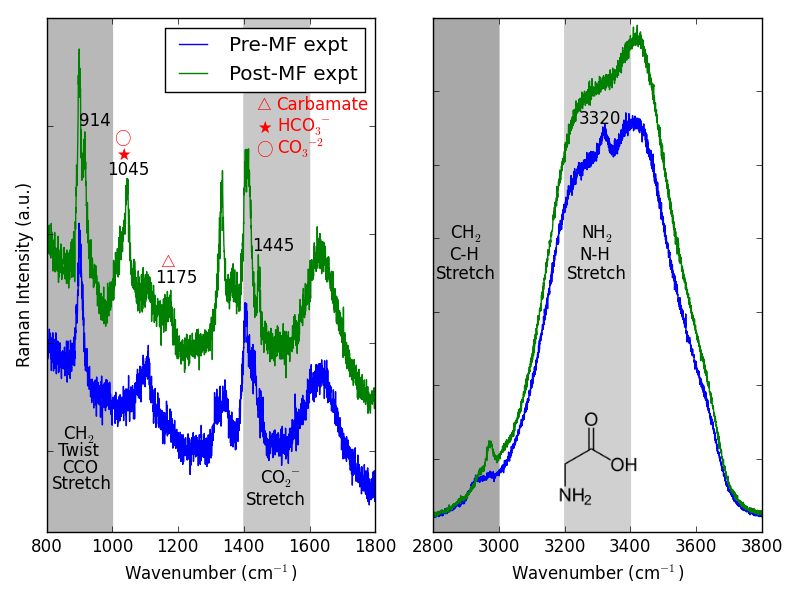 Pre-MF expt
Post-MF expt
△ Carbamate
★ HCO₃⁻
○ CO₃⁻²
914
1045
1175
1445
CH₂
Twist
CCO
Stretch
CO₂⁻
Stretch
Raman Intensity (a.u.)
800 1000 1200 1400 1600 1800
Wavenumber (cm⁻¹)
3320
CH₂
C-H
Stretch
NH₂
N-H
Stretch
O
OH
NH₂
2800 3000 3200 3400 3600 3800
Wavenumber (cm⁻¹)